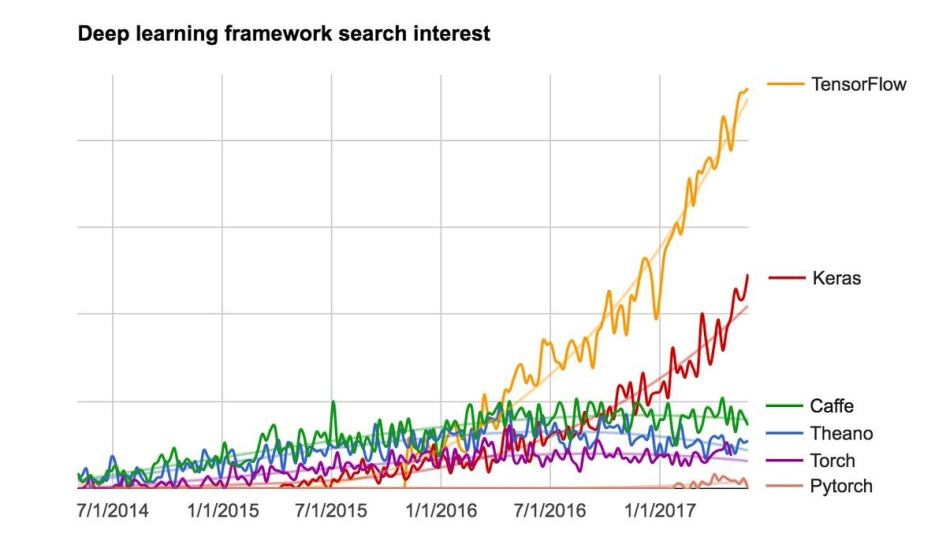 Deep learning framework search interest
TensorFlow
Keras
Caffe
Theano
Torch
Pytorch
7/1/2014 1/1/2015 7/1/2015 1/1/2016 7/1/2016 1/1/2017